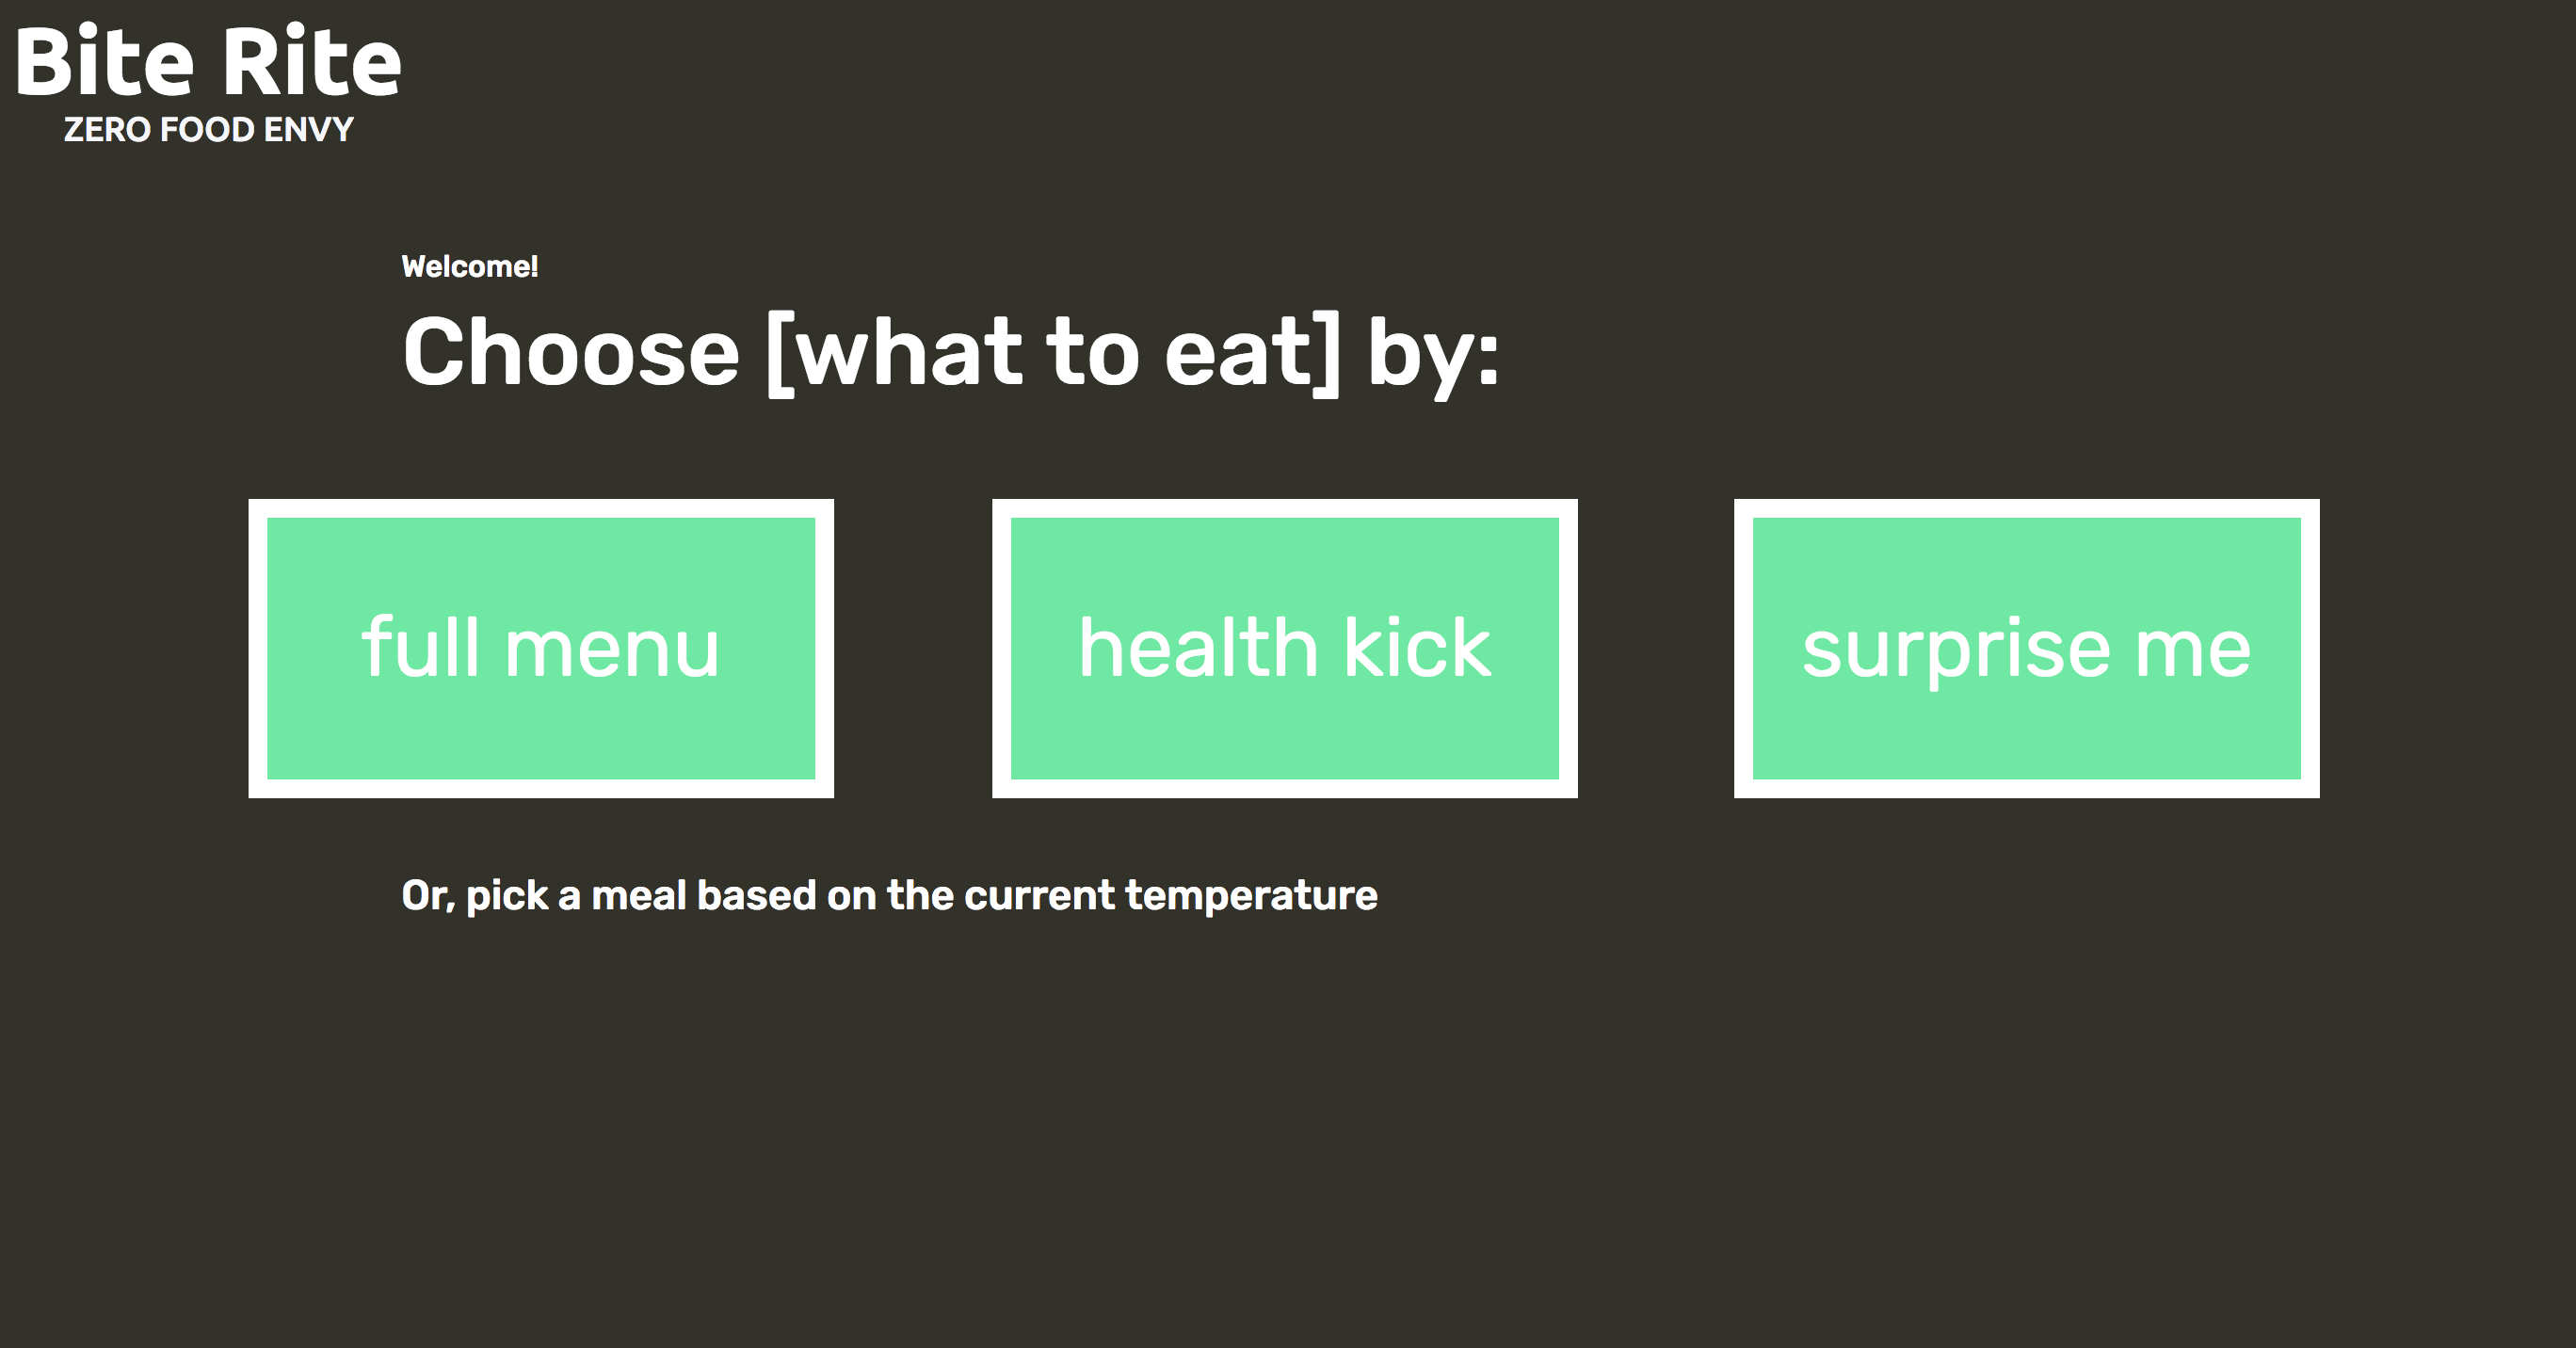 Bite Rite
ZERO FOOD ENVY
Welcome!
Choose [what to eat] by:
full menu
health kick
surprise me
Or, pick a meal based on the current temperature